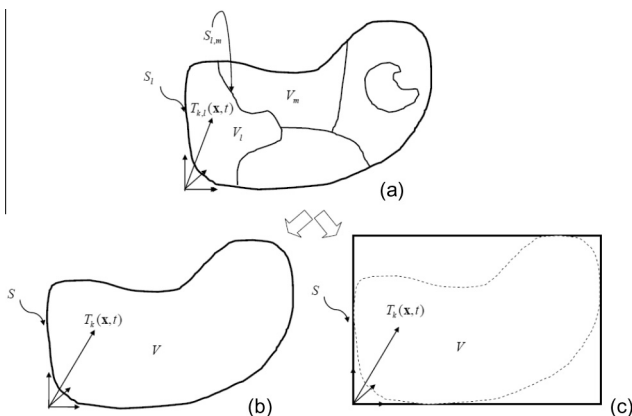 S_{l,m}
S_l
V_m
T_{k,l}(x,t)
V_l
(a)
S
T_k(x,t)
V
(b)
S
T_k(x,t)
V
(c)